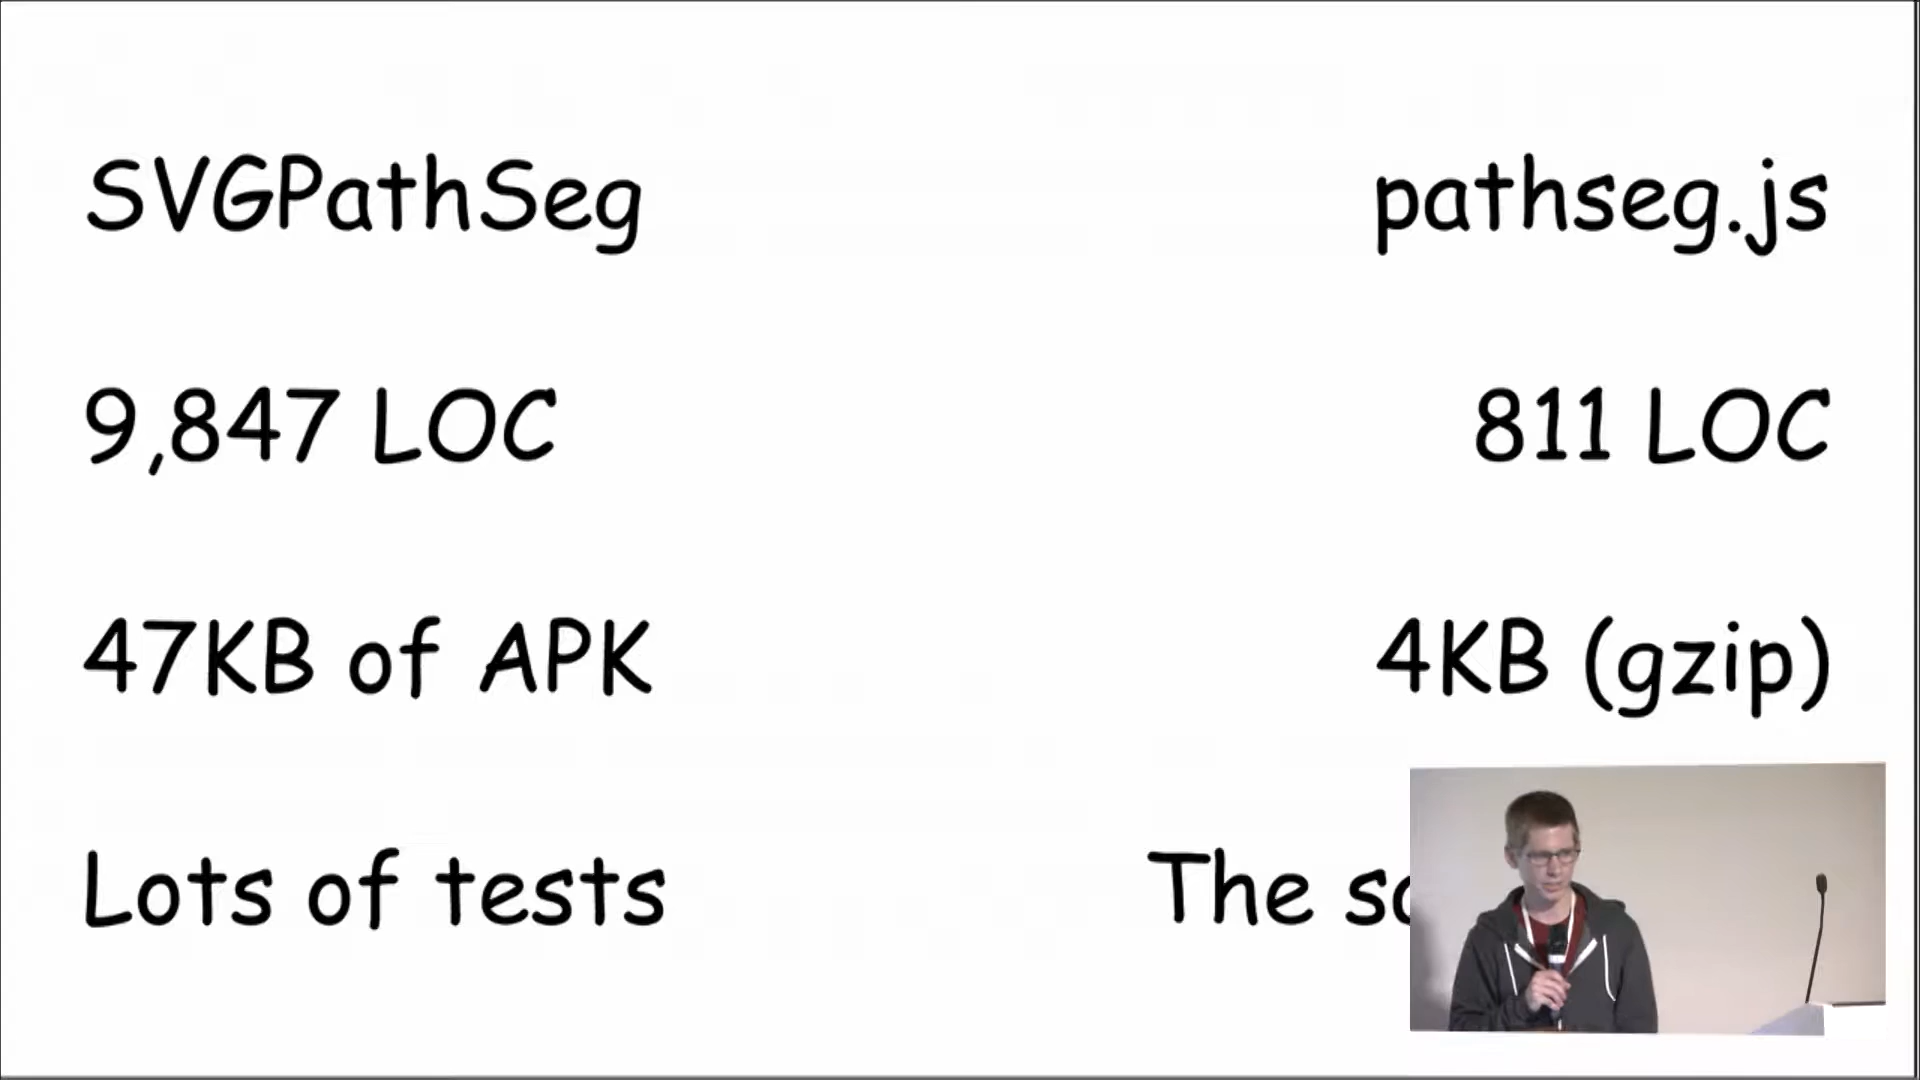 SVGPathSeg pathseg.js
9,847 LOC 811 LOC
47KB of APK 4KB (gzip)
Lots of tests The